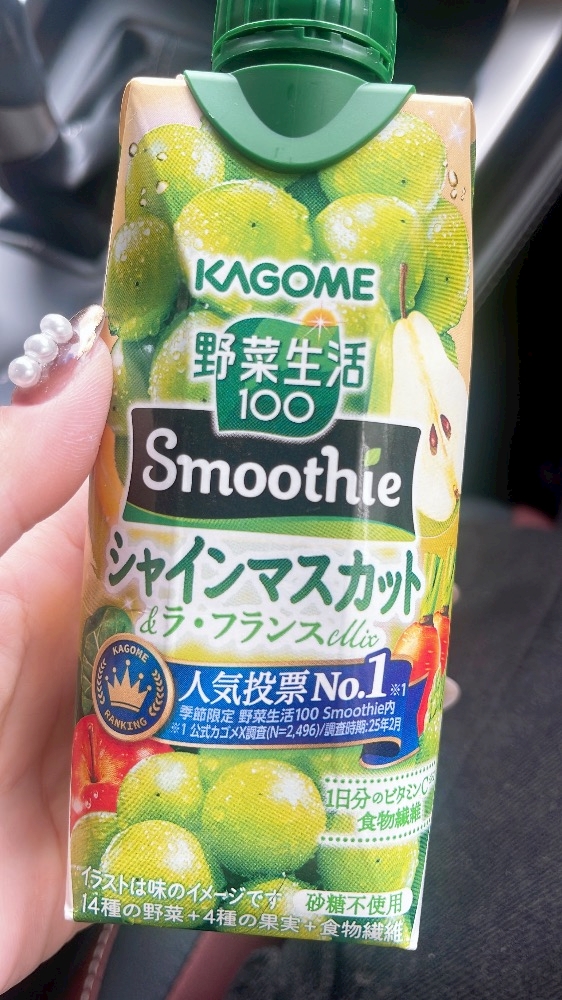 KAGOME
野菜生活
100
Smoothie
シャインマスカット
&ラ・フランスMix
KAGOME
RANKING
人気投票No.1※1
季節限定 野菜生活100 Smoothie内
※1 公式カゴメX調査(N=2,496)/調査時期:25年2月
1日分のビタミンC
食物繊維
イラストは味のイメージです
砂糖不使用
14種の野菜+4種の果実+食物繊維